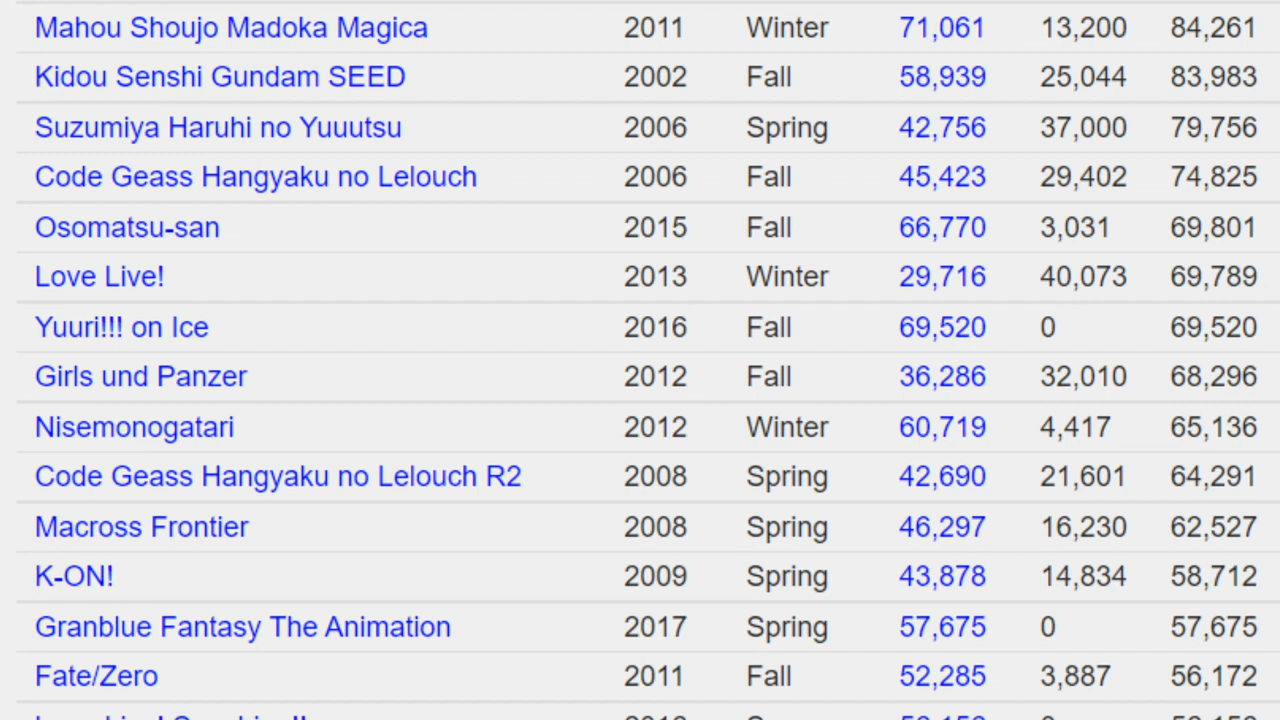 Mahou Shoujo Madoka Magica 2011 Winter 71,061 13,200 84,261
Kidou Senshi Gundam SEED 2002 Fall 58,939 25,044 83,983
Suzumiya Haruhi no Yuuutsu 2006 Spring 42,756 37,000 79,756
Code Geass Hangyaku no Lelouch 2006 Fall 45,423 29,402 74,825
Osomatsu-san 2015 Fall 66,770 3,031 69,801
Love Live! 2013 Winter 29,716 40,073 69,789
Yuuri!!! on Ice 2016 Fall 69,520 0 69,520
Girls und Panzer 2012 Fall 36,286 32,010 68,296
Nisemonogatari 2012 Winter 60,719 4,417 65,136
Code Geass Hangyaku no Lelouch R2 2008 Spring 42,690 21,601 64,291
Macross Frontier 2008 Spring 46,297 16,230 62,527
K-ON! 2009 Spring 43,878 14,834 58,712
Granblue Fantasy The Animation 2017 Spring 57,675 0 57,675
Fate/Zero 2011 Fall 52,285 3,887 56,172